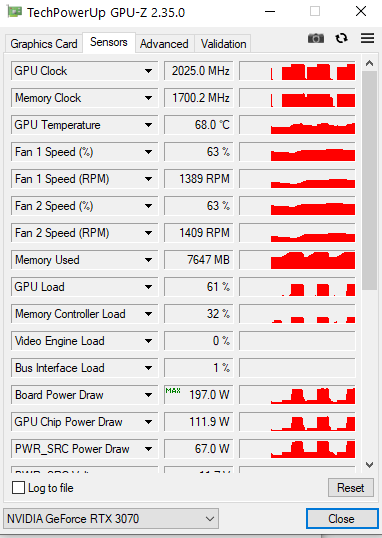 TechPowerUp GPU-Z 2.35.0
Graphics Card Sensors Advanced Validation
GPU Clock 2025.0 MHz
Memory Clock 1700.2 MHz
GPU Temperature 68.0 °C
Fan 1 Speed (%) 63 %
Fan 1 Speed (RPM) 1389 RPM
Fan 2 Speed (%) 63 %
Fan 2 Speed (RPM) 1409 RPM
Memory Used 7647 MB
GPU Load 61 %
Memory Controller Load 32 %
Video Engine Load 0 %
Bus Interface Load 1 %
Board Power Draw MAX 197.0 W
GPU Chip Power Draw 111.9 W
PWR_SRC Power Draw 67.0 W
Log to file Reset
NVIDIA GeForce RTX 3070 Close